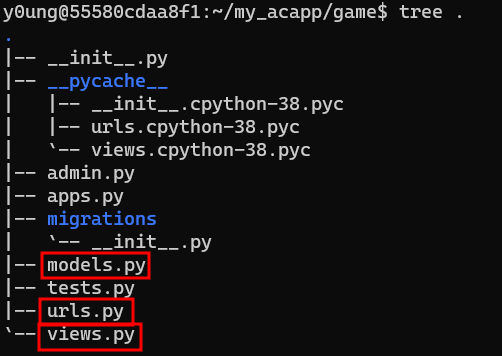 y0ung@55580cdaa8f1:~/my_acapp/game$ tree .
.
|-- __init__.py
|-- __pycache__
|   |-- __init__.cpython-38.pyc
|   |-- urls.cpython-38.pyc
|   `-- views.cpython-38.pyc
|-- admin.py
|-- apps.py
|-- migrations
|   `-- __init__.py
|-- models.py
|-- tests.py
|-- urls.py
`-- views.py